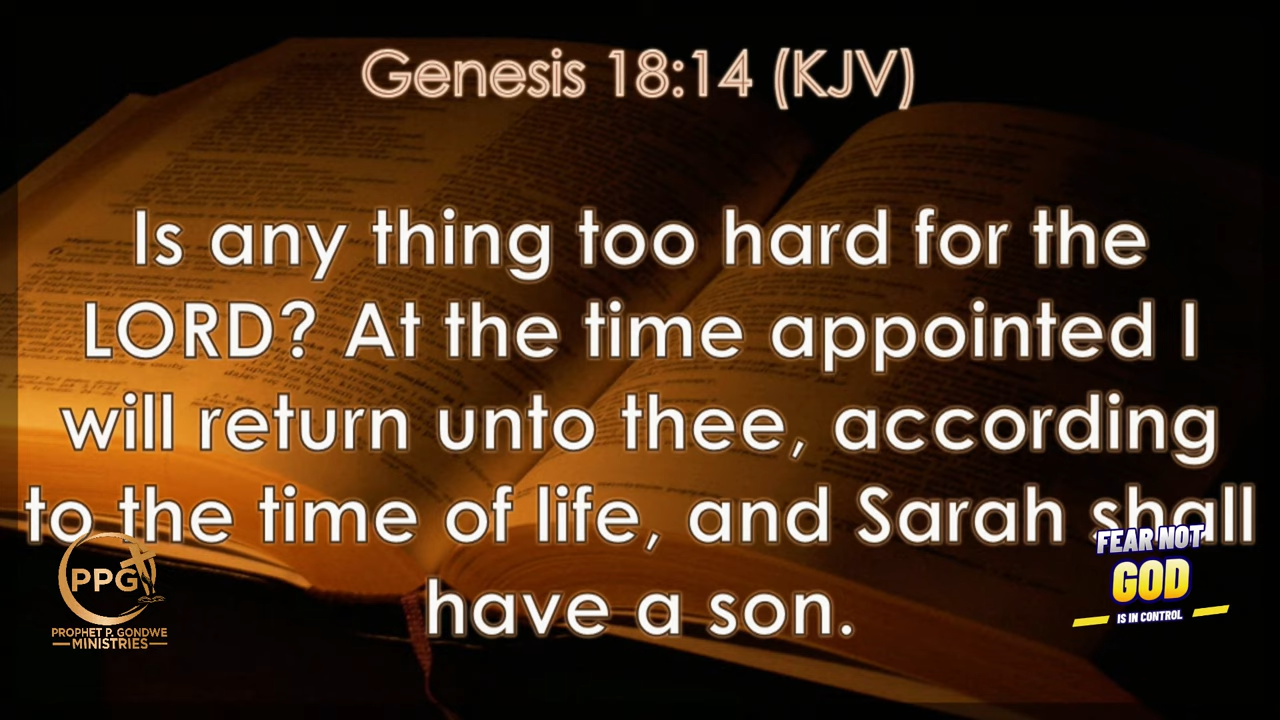 Genesis 18:14 (KJV)
Is any thing too hard for the
LORD? At the time appointed I
will return unto thee, according
to the time of life, and Sarah shall
have a son.
PPG
PROPHET P. GONDWE
MINISTRIES
FEAR NOT
GOD
IS IN CONTROL